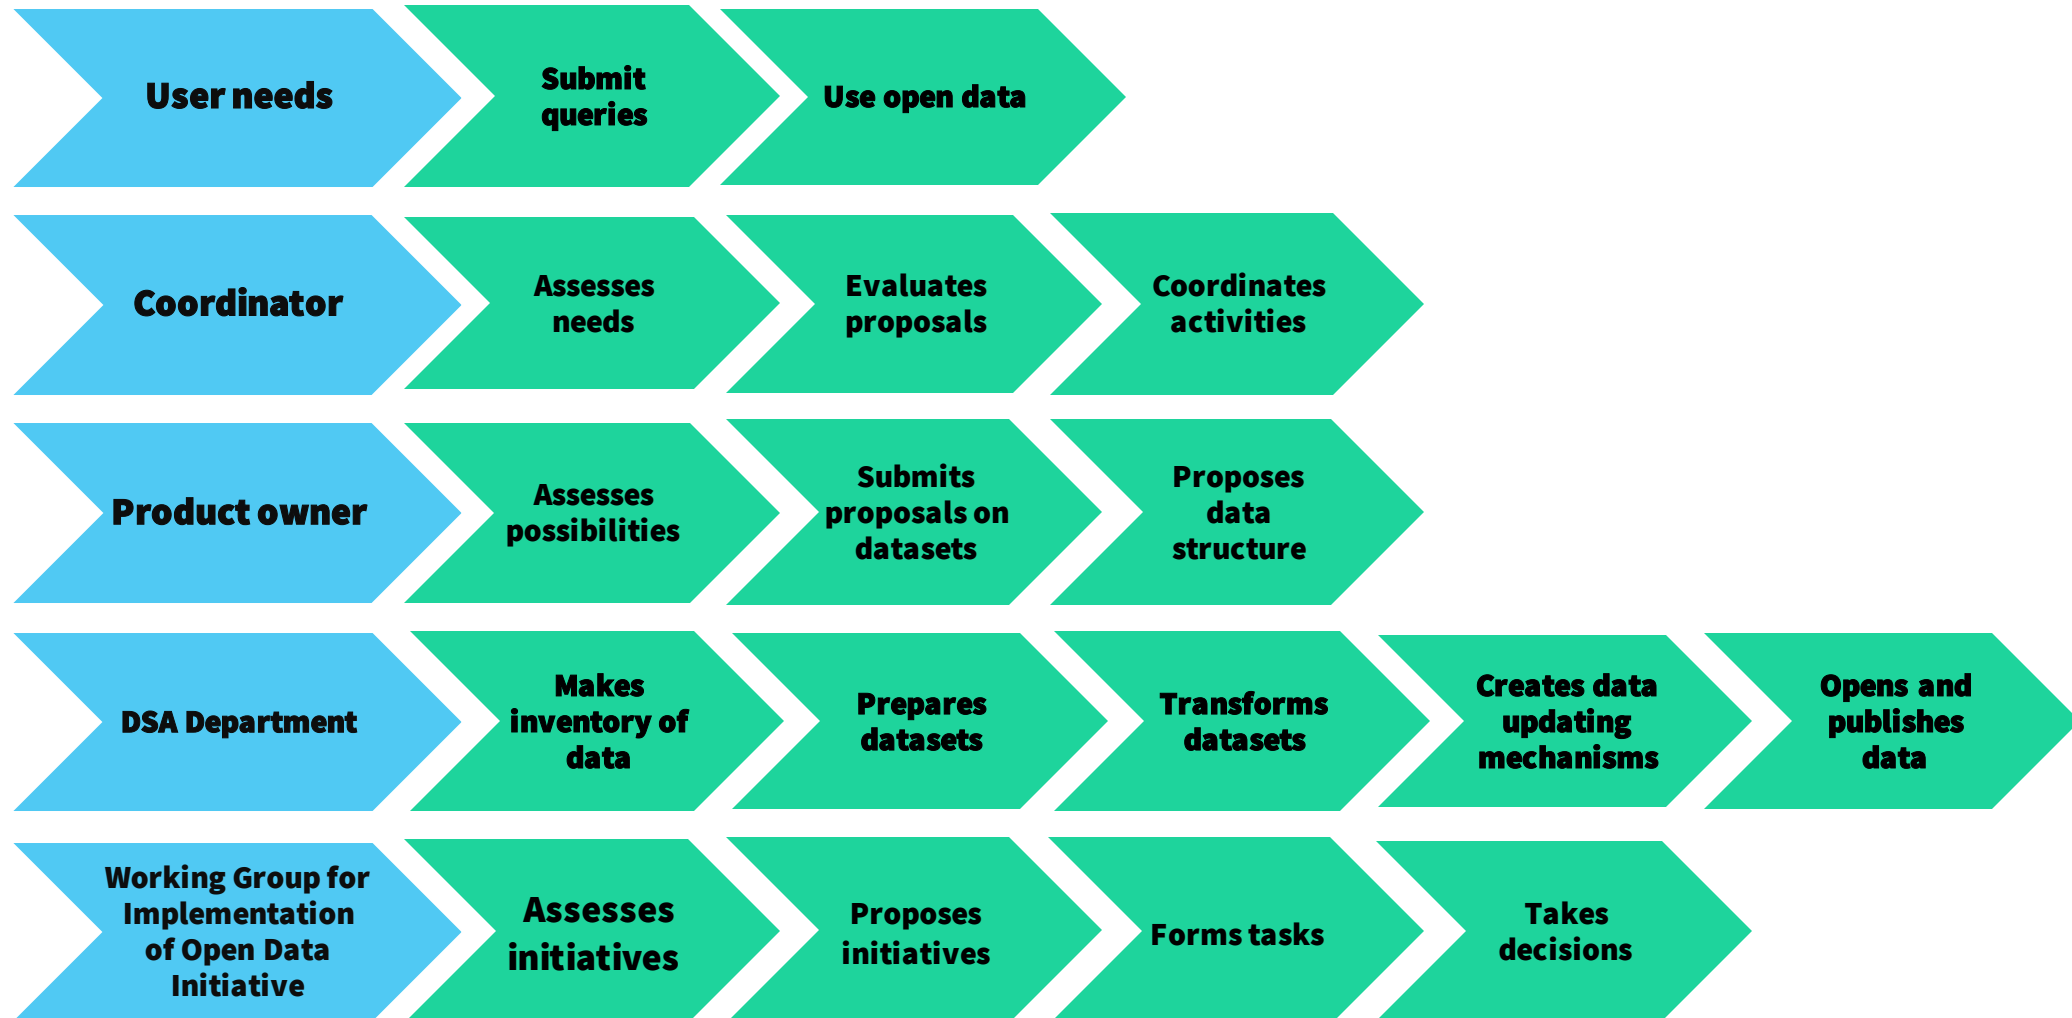 User needs
Submit
queries
Use open data
Coordinator
Assesses
needs
Evaluates
proposals
Coordinates
activities
Product owner
Assesses
possibilities
Submits
proposals on
datasets
Proposes
data
structure
DSA Department
Makes
inventory of
data
Prepares
datasets
Transforms
datasets
Creates data
updating
mechanisms
Opens and
publishes
data
Working Group for
Implementation
of Open Data
Initiative
Assesses
initiatives
Proposes
initiatives
Forms tasks
Takes
decisions